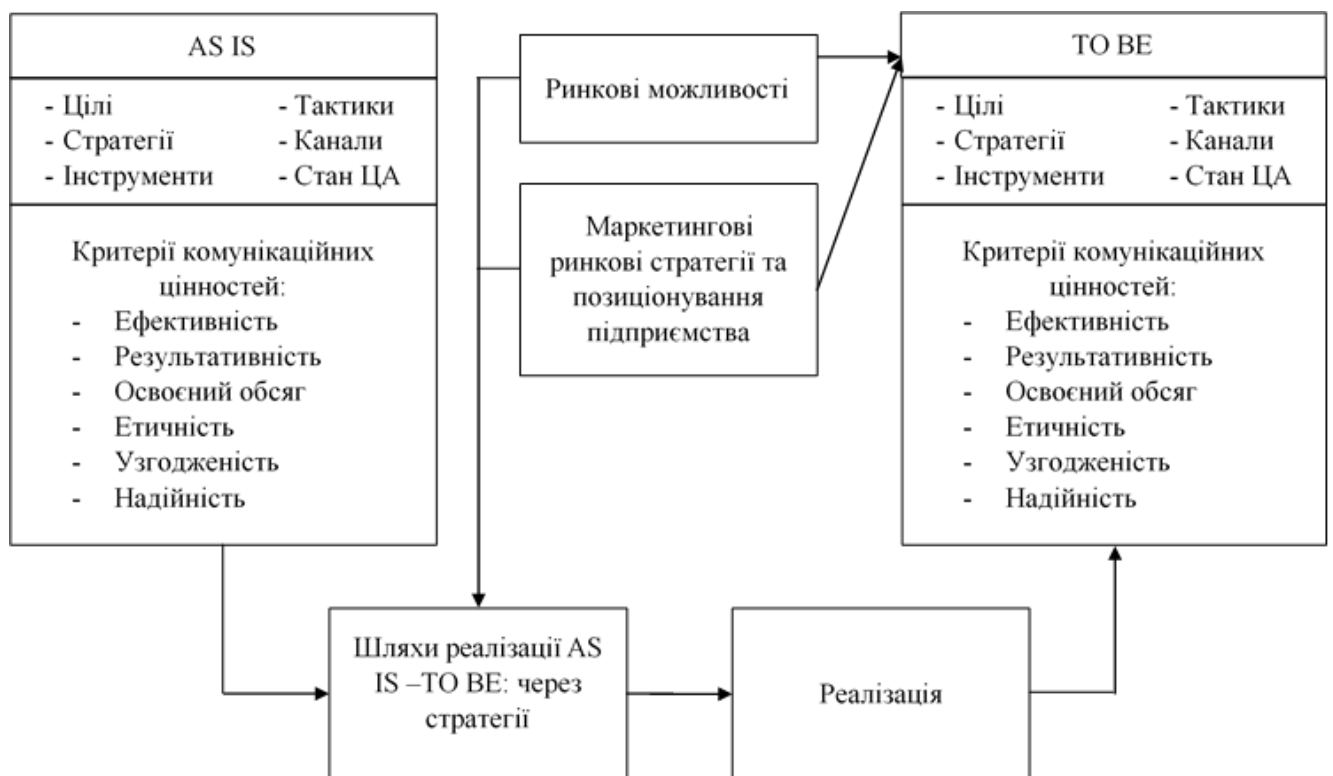 AS IS
- Цілі
- Стратегії
- Інструменти
- Тактики
- Канали
- Стан ЦА
Критерії комунікаційних
цінностей:
- Ефективність
- Результативність
- Освоєний обсяг
- Етичність
- Узгодженість
- Надійність
Ринкові можливості
Маркетингові
ринкові стратегії та
позиціонування
підприємства
TO BE
- Цілі
- Стратегії
- Інструменти
- Тактики
- Канали
- Стан ЦА
Критерії комунікаційних
цінностей:
- Ефективність
- Результативність
- Освоєний обсяг
- Етичність
- Узгодженість
- Надійність
Шляхи реалізації AS
IS –TO BE: через
стратегії
Реалізація